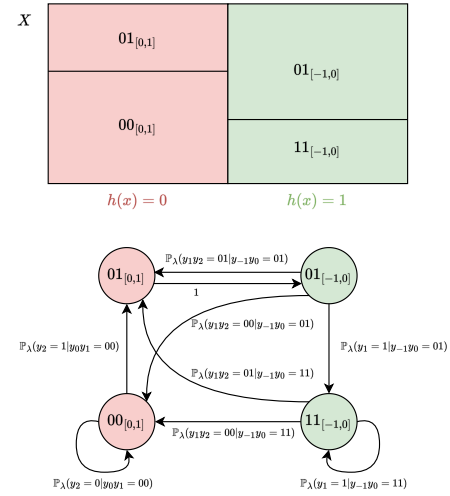 X
01[0,1]
01[−1,0]
00[0,1]
11[−1,0]
h(x) = 0
h(x) = 1
ℙλ(y1y2 = 01|y−1y0 = 01)
01[0,1]
01[−1,0]
1
ℙλ(y1y2 = 00|y−1y0 = 01)
ℙλ(y2 = 1|y0y1 = 00)
ℙλ(y1 = 1|y−1y0 = 01)
ℙλ(y1y2 = 01|y−1y0 = 11)
00[0,1]
11[−1,0]
ℙλ(y1y2 = 00|y−1y0 = 11)
ℙλ(y2 = 0|y0y1 = 00)
ℙλ(y1 = 1|y−1y0 = 11)